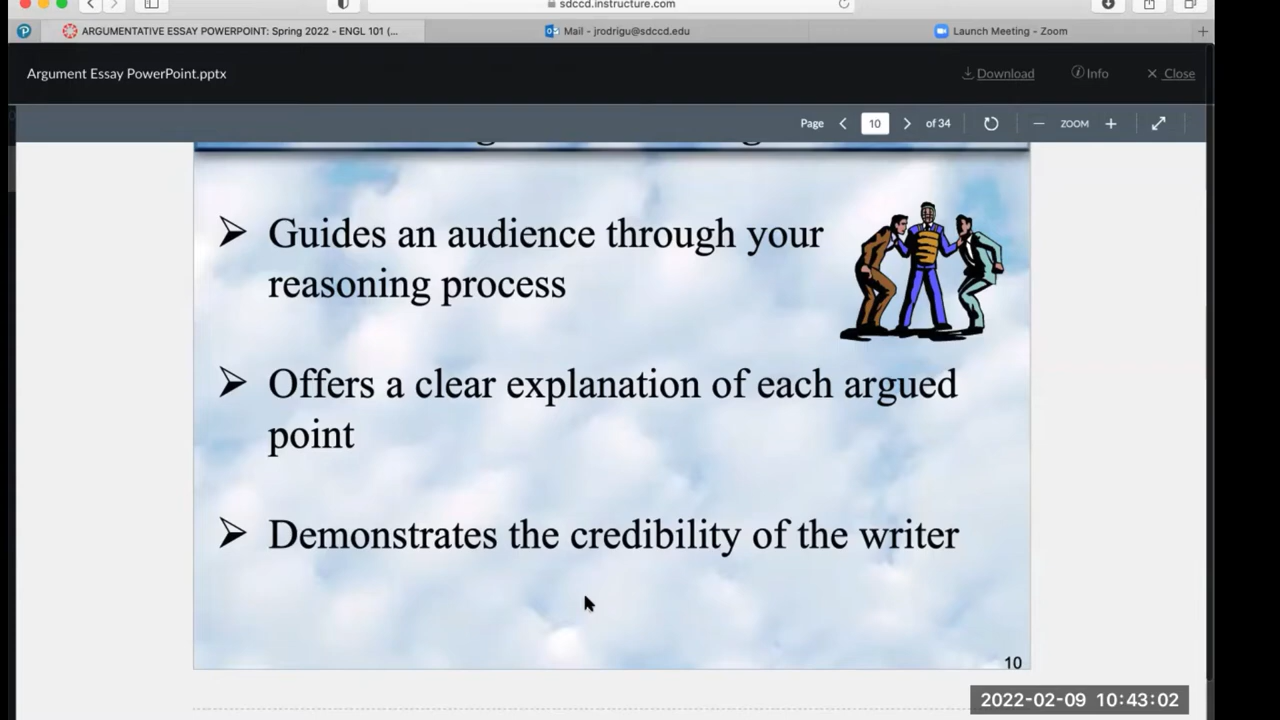 sdccd.instructure.com
ARGUMENTATIVE ESSAY POWERPOINT: Spring 2022 - ENGL 101 (...
Mail - jrodrigu@sdccd.edu
Launch Meeting - Zoom
Argument Essay PowerPoint.pptx
Download
Info
Close
Page
10
of 34
ZOOM
Guides an audience through your
reasoning process
Offers a clear explanation of each argued
point
Demonstrates the credibility of the writer
10
2022-02-09 10:43:02